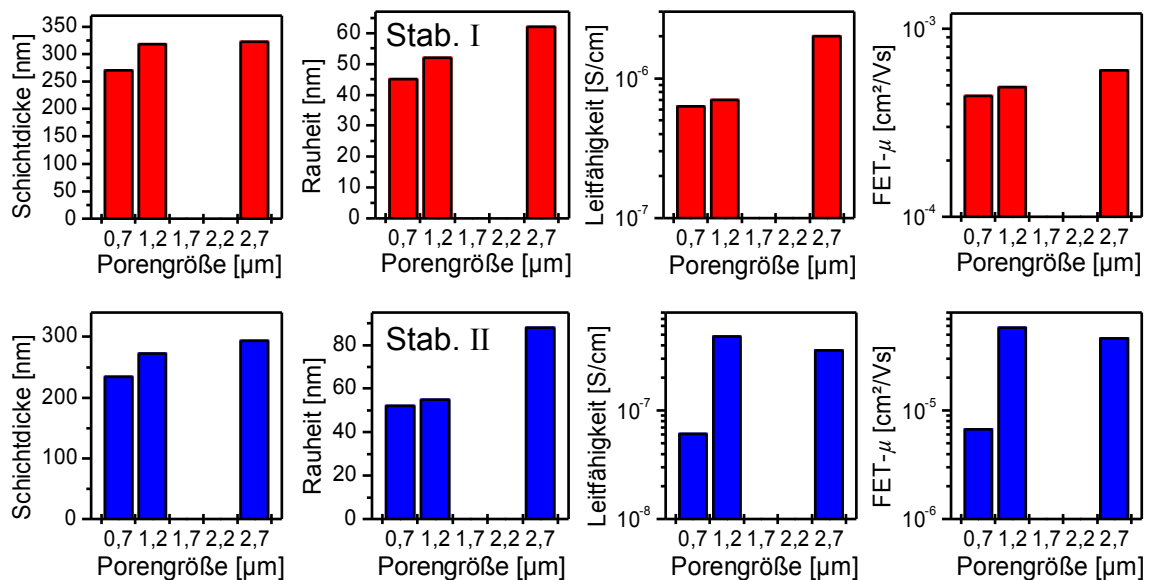 Schichtdicke [nm]
350
300
250
200
150
100
50
0
0,7 1,2 1,7 2,2 2,7
Porengröße [µm]
Rauheit [nm]
60
50
40
30
20
10
0
Stab. I
0,7 1,2 1,7 2,2 2,7
Porengröße [µm]
Leitfähigkeit [S/cm]
10⁻⁶
10⁻⁷
0,7 1,2 1,7 2,2 2,7
Porengröße [µm]
FET-µ [cm²/Vs]
10⁻³
10⁻⁴
0,7 1,2 1,7 2,2 2,7
Porengröße [µm]
Schichtdicke [nm]
300
200
100
0
0,7 1,2 1,7 2,2 2,7
Porengröße [µm]
Rauheit [nm]
80
60
40
20
0
Stab. II
0,7 1,2 1,7 2,2 2,7
Porengröße [µm]
Leitfähigkeit [S/cm]
10⁻⁷
10⁻⁸
0,7 1,2 1,7 2,2 2,7
Porengröße [µm]
FET-µ [cm²/Vs]
10⁻⁵
10⁻⁶
0,7 1,2 1,7 2,2 2,7
Porengröße [µm]